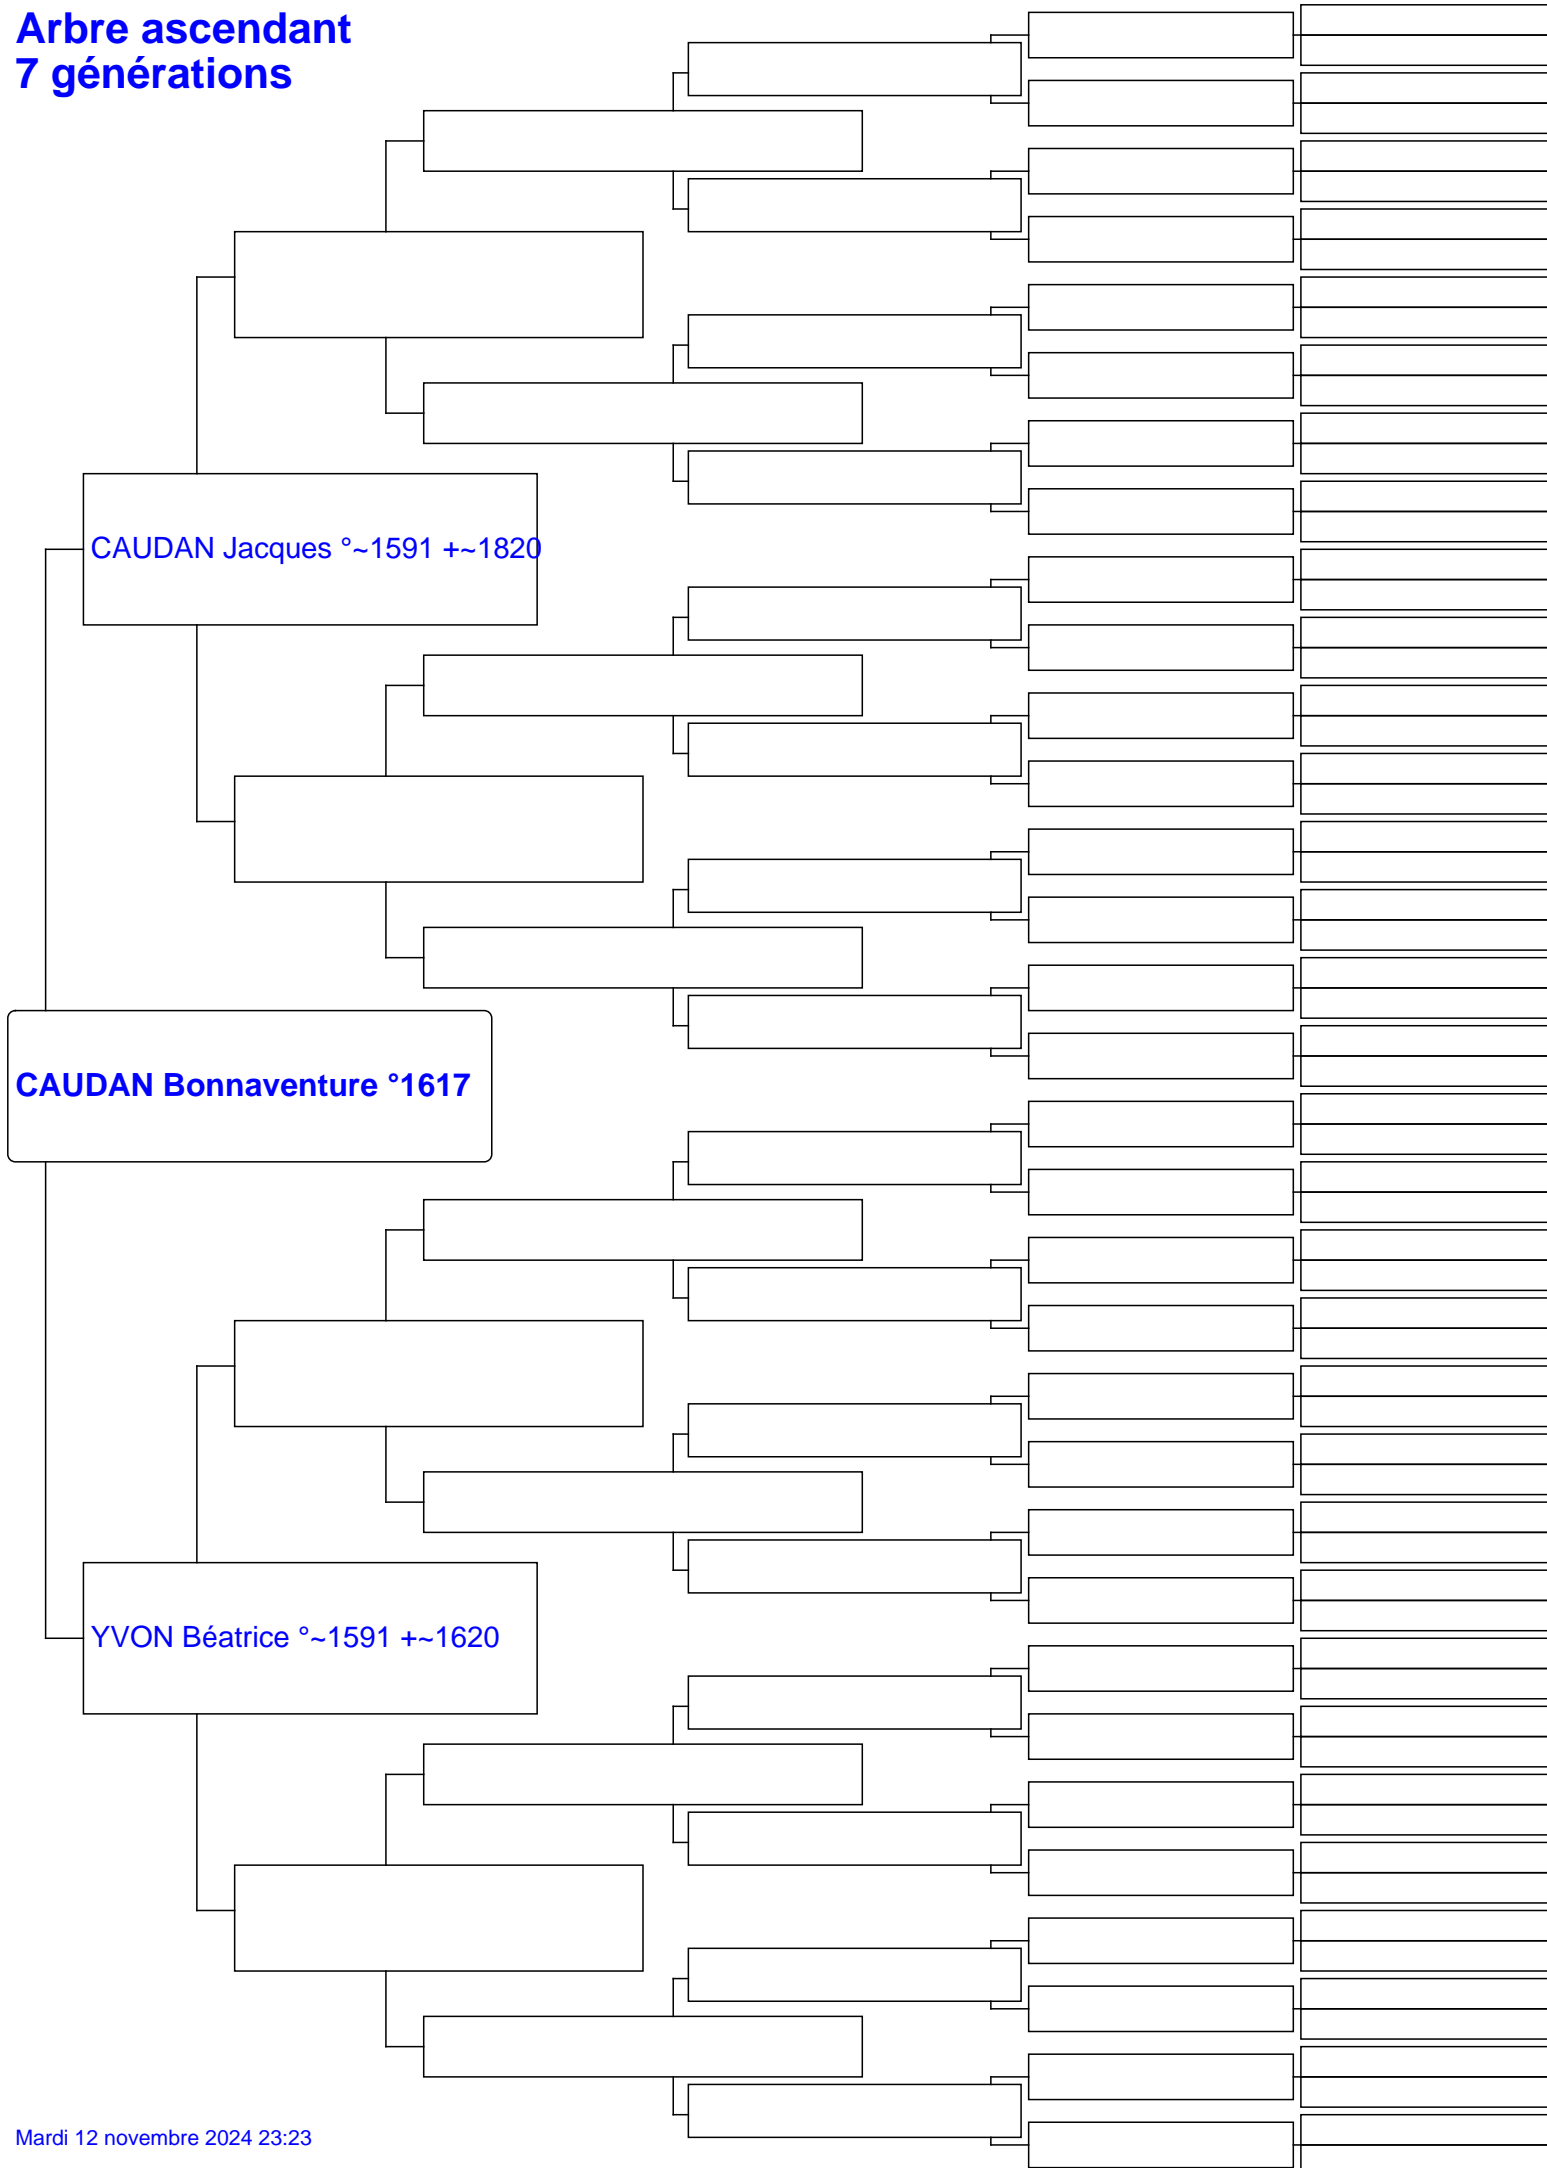 Arbre ascendant
7 générations
CAUDAN Jacques °~1591 +~1820
CAUDAN Bonnaventure °1617
YVON Béatrice °~1591 +~1620
Mardi 12 novembre 2024 23:23